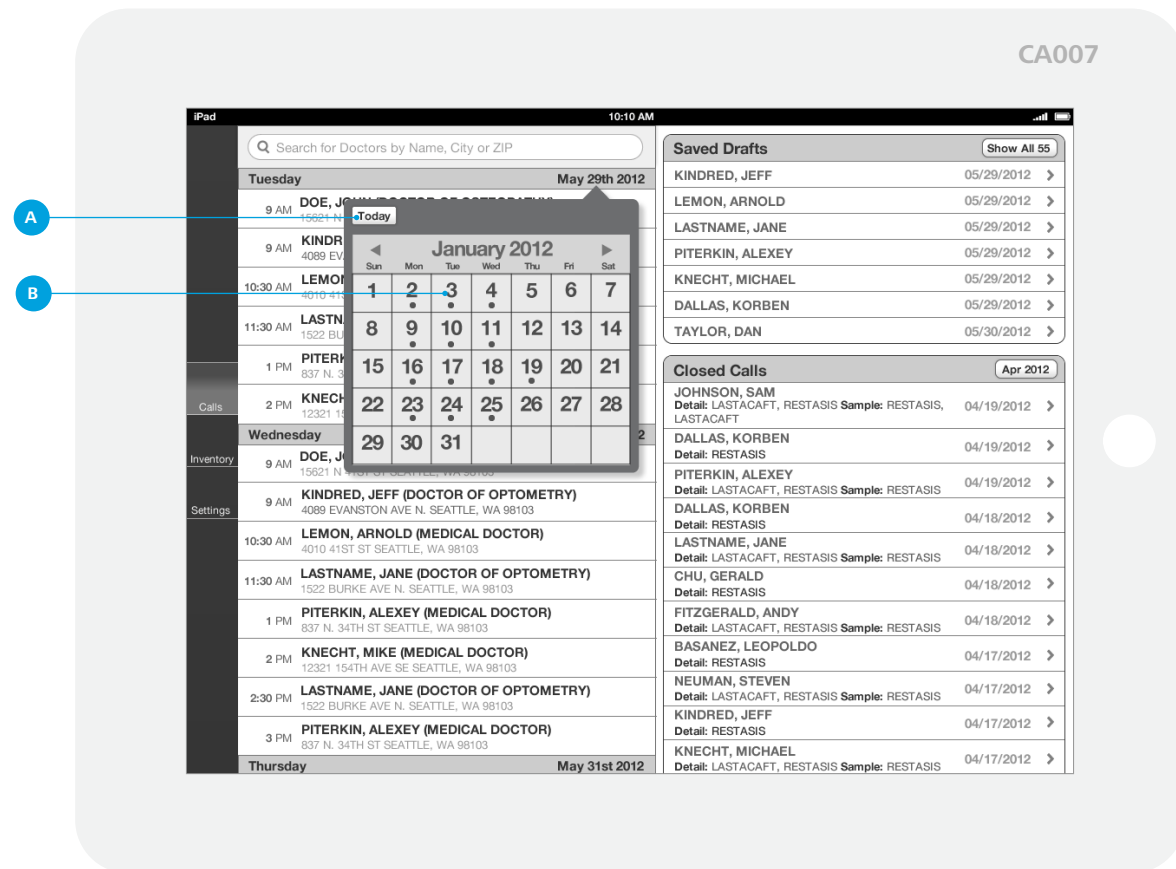 CA007
iPad 10:10 AM
Search for Doctors by Name, City or ZIP
Tuesday May 29th 2012
9 AM DOE, J
15621 N
9 AM KINDR
4089 EV
10:30 AM LEMO
4010 41S
11:30 AM LASTN
1522 BU
1 PM PITERK
837 N. 3
2 PM KNECH
12321 15
Wednesday 2
9 AM DOE, J
15621 N 41ST ST SEATTLE, WA 98103
9 AM KINDRED, JEFF (DOCTOR OF OPTOMETRY)
4089 EVANSTON AVE N. SEATTLE, WA 98103
10:30 AM LEMON, ARNOLD (MEDICAL DOCTOR)
4010 41ST ST SEATTLE, WA 98103
11:30 AM LASTNAME, JANE (DOCTOR OF OPTOMETRY)
1522 BURKE AVE N. SEATTLE, WA 98103
1 PM PITERKIN, ALEXEY (MEDICAL DOCTOR)
837 N. 34TH ST SEATTLE, WA 98103
2 PM KNECHT, MIKE (MEDICAL DOCTOR)
12321 154TH AVE SE SEATTLE, WA 98103
2:30 PM LASTNAME, JANE (DOCTOR OF OPTOMETRY)
1522 BURKE AVE N. SEATTLE, WA 98103
3 PM PITERKIN, ALEXEY (MEDICAL DOCTOR)
837 N. 34TH ST SEATTLE, WA 98103
Thursday May 31st 2012
A
B
Calls
Inventory
Settings
Today
January 2012
Sun Mon Tue Wed Thu Fri Sat
1 2 3 4 5 6 7
8 9 10 11 12 13 14
15 16 17 18 19 20 21
22 23 24 25 26 27 28
29 30 31
Saved Drafts Show All 55
KINDRED, JEFF 05/29/2012
LEMON, ARNOLD 05/29/2012
LASTNAME, JANE 05/29/2012
PITERKIN, ALEXEY 05/29/2012
KNECHT, MICHAEL 05/29/2012
DALLAS, KORBEN 05/29/2012
TAYLOR, DAN 05/30/2012
Closed Calls Apr 2012
JOHNSON, SAM
Detail: LASTACAFT, RESTASIS Sample: RESTASIS, 04/19/2012
LASTACAFT
DALLAS, KORBEN 04/19/2012
Detail: RESTASIS
PITERKIN, ALEXEY 04/19/2012
Detail: LASTACAFT, RESTASIS Sample: RESTASIS
DALLAS, KORBEN 04/18/2012
Detail: RESTASIS
LASTNAME, JANE 04/18/2012
Detail: LASTACAFT, RESTASIS Sample: RESTASIS
CHU, GERALD 04/18/2012
Detail: RESTASIS
FITZGERALD, ANDY 04/18/2012
Detail: LASTACAFT, RESTASIS Sample: RESTASIS
BASANEZ, LEOPOLDO 04/17/2012
Detail: RESTASIS
NEUMAN, STEVEN 04/17/2012
Detail: LASTACAFT, RESTASIS Sample: RESTASIS
KINDRED, JEFF 04/17/2012
Detail: RESTASIS
KNECHT, MICHAEL 04/17/2012
Detail: LASTACAFT, RESTASIS Sample: RESTASIS